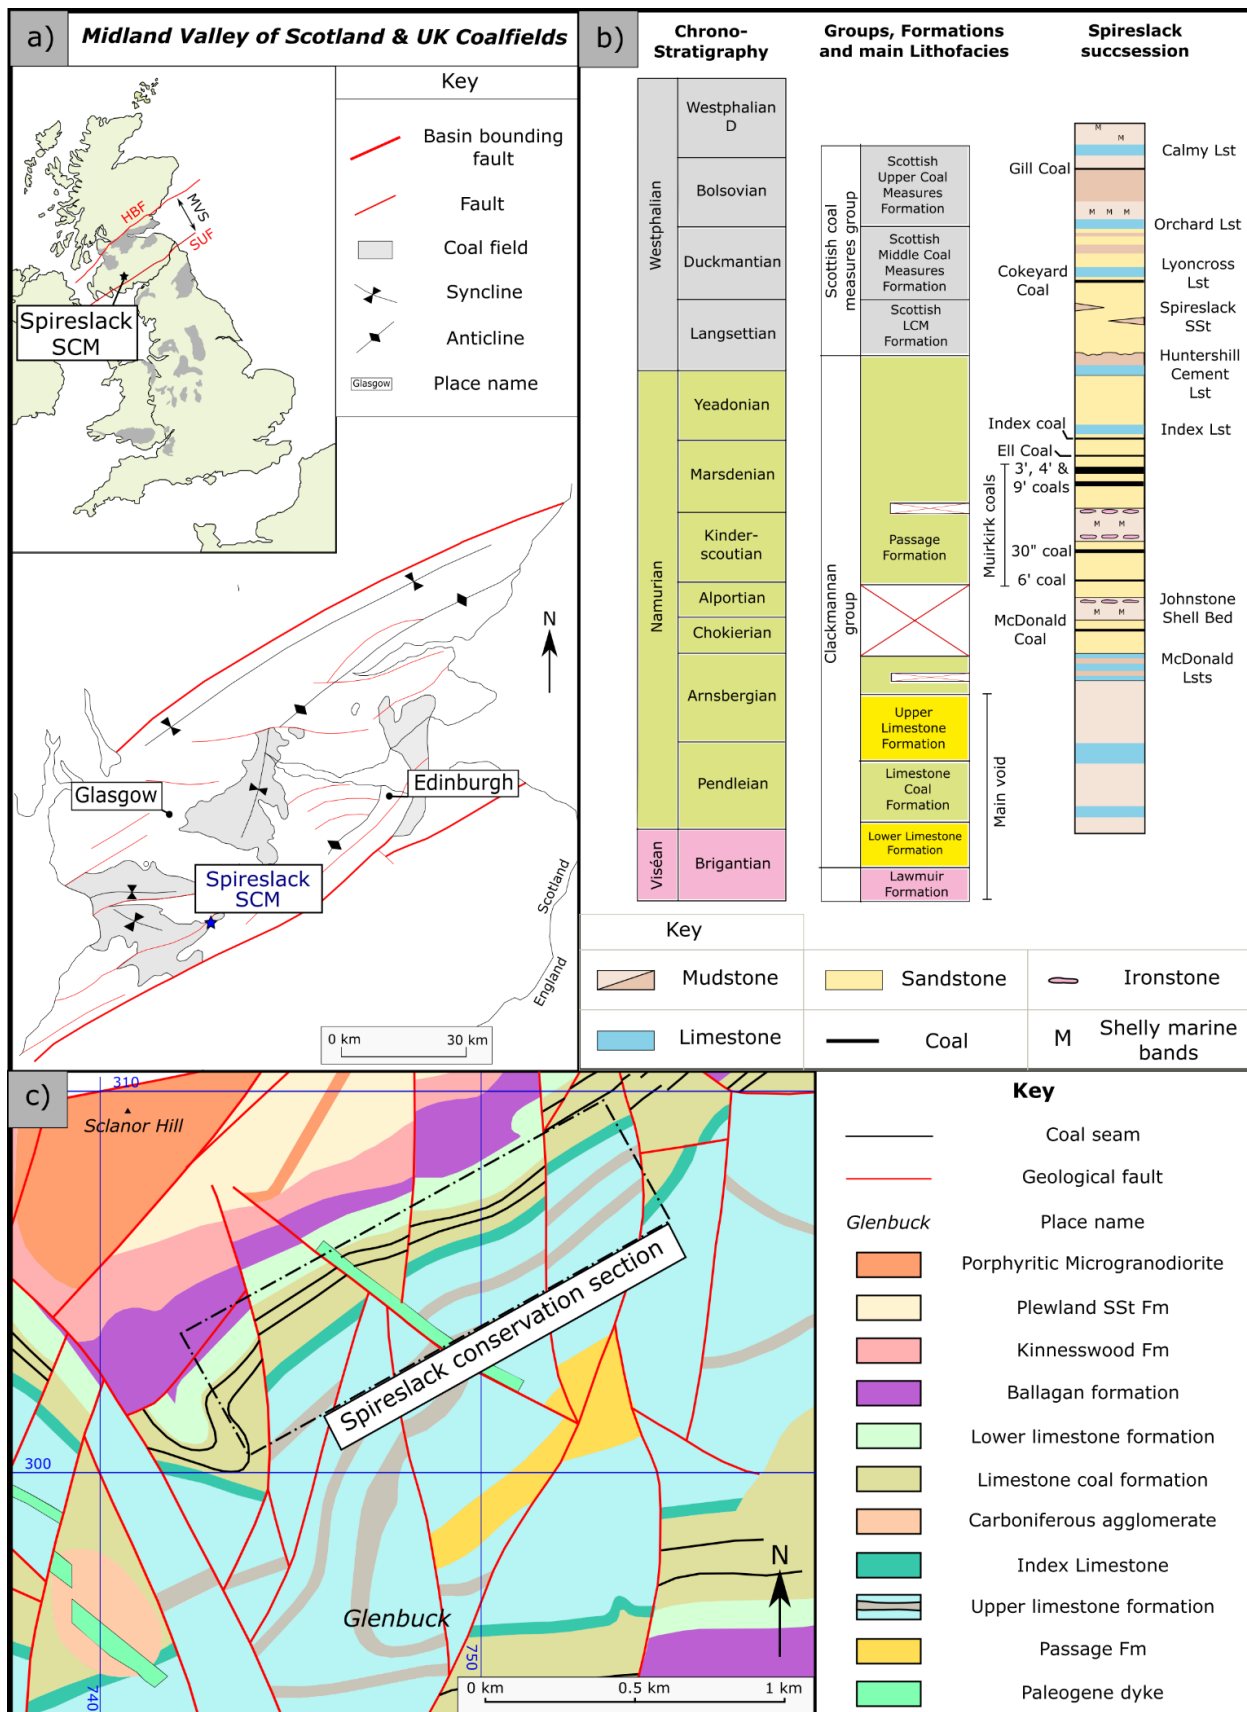 a)
Midland Valley of Scotland & UK Coalfields
Key
Basin bounding
fault
Fault
Coal field
Syncline
Anticline
Glasgow
Place name
HBF
MVS
SUF
Spireslack
SCM
N
Glasgow
Edinburgh
Spireslack
SCM
Scotland
England
0 km
30 km
b)
Chrono-
Stratigraphy
Groups, Formations
and main Lithofacies
Spireslack
succsession
Westphalian
Namurian
Viséan
Westphalian
D
Bolsovian
Duckmantian
Langsettian
Yeadonian
Marsdenian
Kinder-
scoutian
Alportian
Chokierian
Arnsbergian
Pendleian
Brigantian
Scottish coal
measures group
Clackmannan
group
Scottish
Upper Coal
Measures
Formation
Scottish
Middle Coal
Measures
Formation
Scottish
LCM
Formation
Passage
Formation
Upper
Limestone
Formation
Limestone
Coal
Formation
Lower Limestone
Formation
Lawmuir
Formation
Main void
Muirkirk coals
Gill Coal
Cokeyard
Coal
Index coal
Ell Coal
3', 4' &
9' coals
30" coal
6' coal
McDonald
Coal
M
M
M M M
M M
M M
Calmy Lst
Orchard Lst
Lyoncross
Lst
Spireslack
SSt
Huntershill
Cement
Lst
Index Lst
Johnstone
Shell Bed
McDonald
Lsts
Key
Mudstone
Sandstone
Ironstone
Limestone
Coal
M
Shelly marine
bands
c)
310
Sclanor Hill
Spireslack conservation section
300
Glenbuck
740
750
N
0 km
0.5 km
1 km
Key
Coal seam
Geological fault
Glenbuck
Place name
Porphyritic Microgranodiorite
Plewland SSt Fm
Kinnesswood Fm
Ballagan formation
Lower limestone formation
Limestone coal formation
Carboniferous agglomerate
Index Limestone
Upper limestone formation
Passage Fm
Paleogene dyke